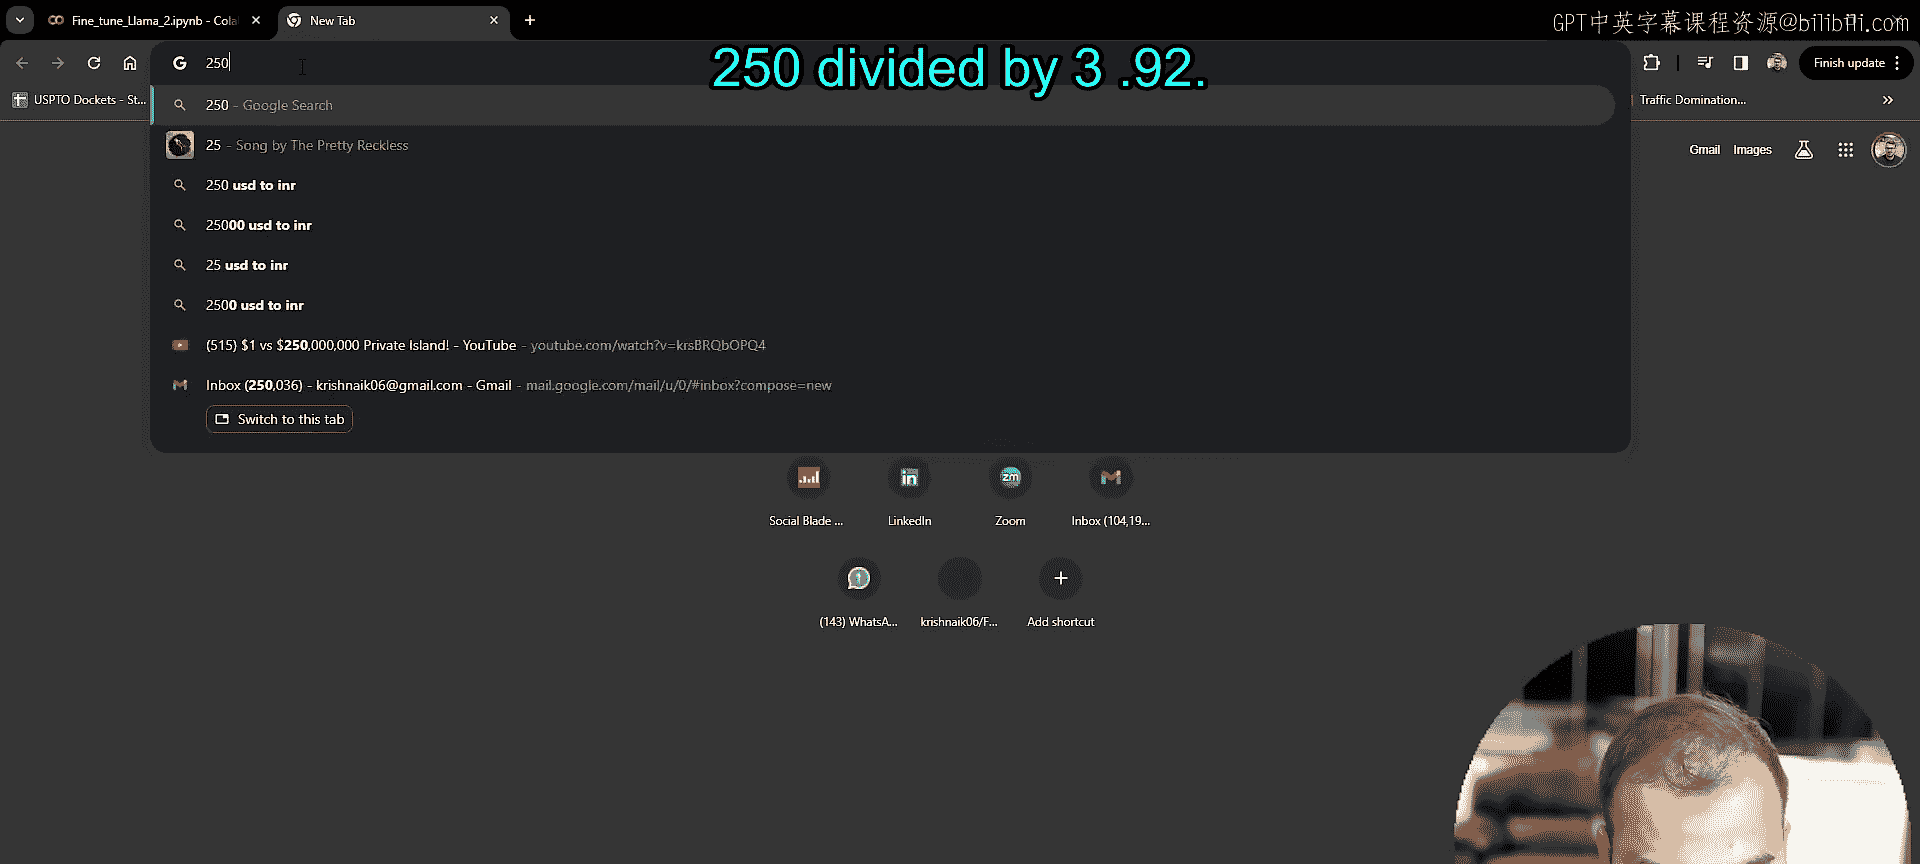 Fine_tune_Llama_2.ipynb - Cola
New Tab
GPT中英字幕课程资源@bilibili.com
250
250 divided by 3 .92.
Finish update
USPTO Dockets - St...
250 - Google Search
Traffic Domination...
25 - Song by The Pretty Reckless
Gmail
Images
250 usd to inr
25000 usd to inr
25 usd to inr
2500 usd to inr
(515) $1 vs $250,000,000 Private Island! - YouTube - youtube.com/watch?v=krsBRQbOPQ4
Inbox (250,036) - krishnaik06@gmail.com - Gmail - mail.google.com/mail/u/0/#inbox?compose=new
Switch to this tab
Social Blade ...
LinkedIn
Zoom
Inbox (104,19...
(143) WhatsA...
krishnaik06/F...
Add shortcut